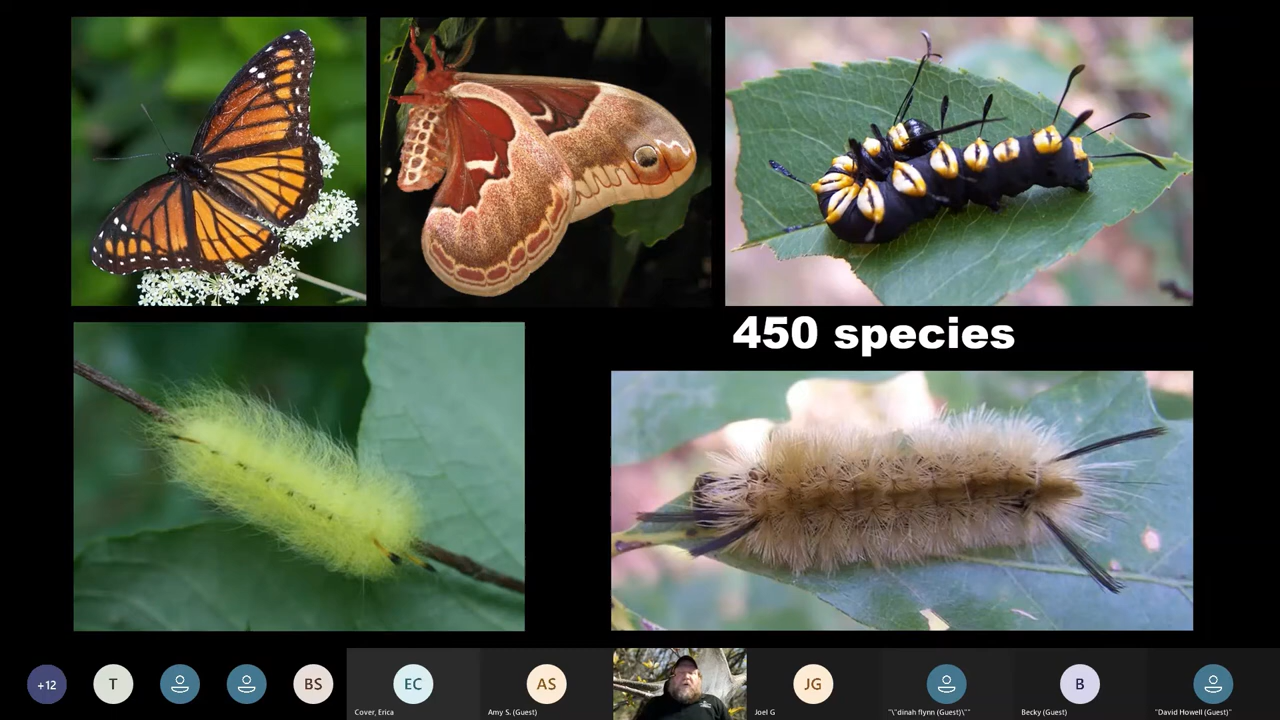 450 species
+12
T
BS
EC
AS
JG
B
Cover, Erica
Amy S. (Guest)
Joel G
"\"dinah flynn (Guest)\""
Becky (Guest)
"David Howell (Guest)"